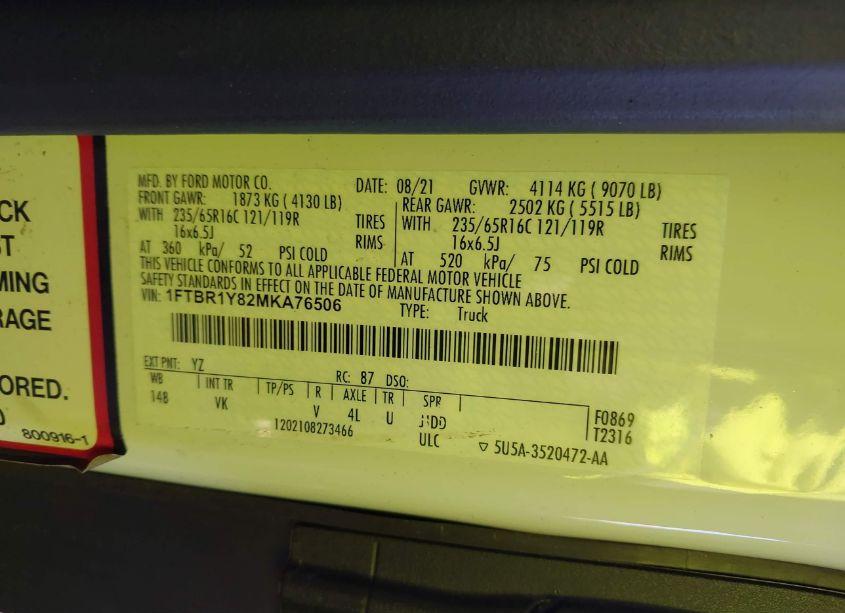 CK
ST
MING
RAGE
ORED.
D
800916-1
MFD. BY FORD MOTOR CO. DATE: 08/21 GVWR: 4114 KG ( 9070 LB)
FRONT GAWR: 1873 KG ( 4130 LB) REAR GAWR: 2502 KG ( 5515 LB)
WITH 235/65R16C 121/119R TIRES WITH 235/65R16C 121/119R TIRES
16x6.5J RIMS 16x6.5J RIMS
AT 360 kPa/ 52 PSI COLD AT 520 kPa/ 75 PSI COLD
THIS VEHICLE CONFORMS TO ALL APPLICABLE FEDERAL MOTOR VEHICLE
SAFETY STANDARDS IN EFFECT ON THE DATE OF MANUFACTURE SHOWN ABOVE.
VIN: 1FTBR1Y82MKA76506 TYPE: Truck
EXT PNT: YZ RC: 87 DSO:
WB INT TR TP/PS R AXLE TR SPR
148 VK V 4L U DD F0869
1202108273466 ULC T2316
5U5A-3520472-AA